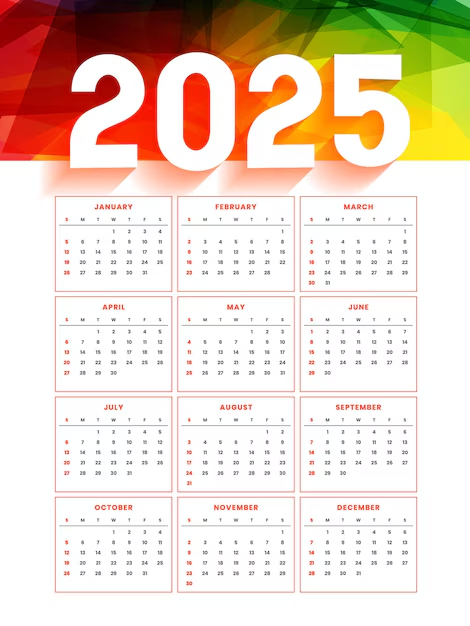 2025
JANUARY
S M T W T F S
1 2 3 4
5 6 7 8 9 10 11
12 13 14 15 16 17 18
19 20 21 22 23 24 25
26 27 28 29 30 31
FEBRUARY
S M T W T F S
1
2 3 4 5 6 7 8
9 10 11 12 13 14 15
16 17 18 19 20 21 22
23 24 25 26 27 28
MARCH
S M T W T F S
1
2 3 4 5 6 7 8
9 10 11 12 13 14 15
16 17 18 19 20 21 22
23 24 25 26 27 28 29
30 31
APRIL
S M T W T F S
1 2 3 4 5
6 7 8 9 10 11 12
13 14 15 16 17 18 19
20 21 22 23 24 25 26
27 28 29 30
MAY
S M T W T F S
1 2 3
4 5 6 7 8 9 10
11 12 13 14 15 16 17
18 19 20 21 22 23 24
25 26 27 28 29 30 31
JUNE
S M T W T F S
1 2 3 4 5 6 7
8 9 10 11 12 13 14
15 16 17 18 19 20 21
22 23 24 25 26 27 28
29 30
JULY
S M T W T F S
1 2 3 4 5
6 7 8 9 10 11 12
13 14 15 16 17 18 19
20 21 22 23 24 25 26
27 28 29 30 31
AUGUST
S M T W T F S
1 2
3 4 5 6 7 8 9
10 11 12 13 14 15 16
17 18 19 20 21 22 23
24 25 26 27 28 29 30
31
SEPTEMBER
S M T W T F S
1 2 3 4 5 6
7 8 9 10 11 12 13
14 15 16 17 18 19 20
21 22 23 24 25 26 27
28 29 30
OCTOBER
S M T W T F S
1 2 3 4
5 6 7 8 9 10 11
12 13 14 15 16 17 18
19 20 21 22 23 24 25
26 27 28 29 30 31
NOVEMBER
S M T W T F S
1
2 3 4 5 6 7 8
9 10 11 12 13 14 15
16 17 18 19 20 21 22
23 24 25 26 27 28 29
30
DECEMBER
S M T W T F S
1 2 3 4 5 6
7 8 9 10 11 12 13
14 15 16 17 18 19 20
21 22 23 24 25 26 27
28 29 30 31